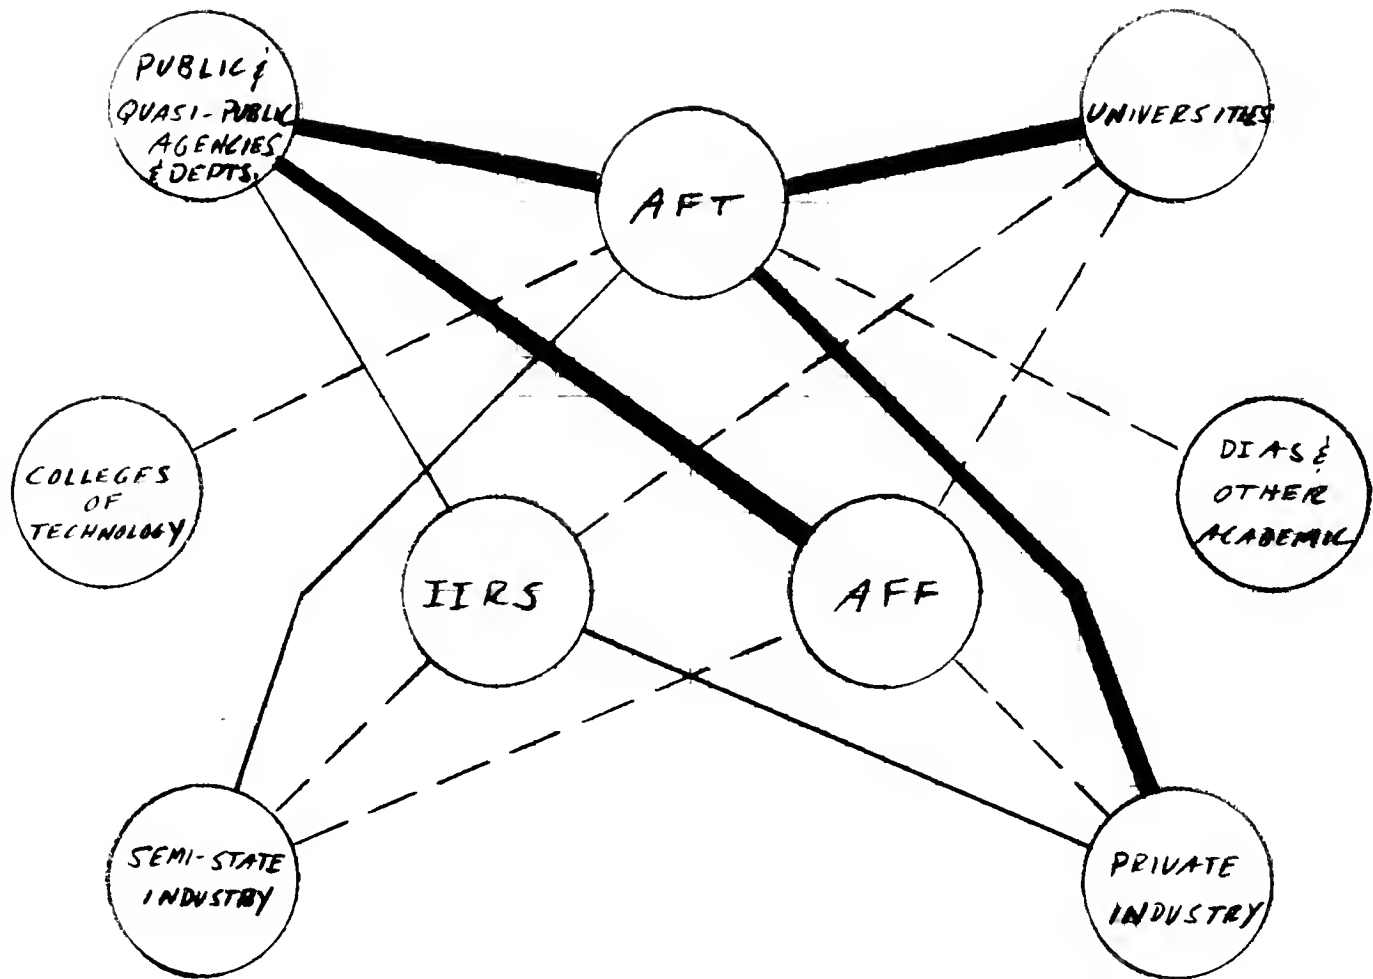 PUBLIC &
QUASI-PUBLIC
AGENCIES
& DEPTS.
UNIVERSITIES
AFT
COLLEGES
OF
TECHNOLOGY
DIAS &
OTHER
ACADEMIC
IIRS
AFF
SEMI-STATE
INDUSTRY
PRIVATE
INDUSTRY